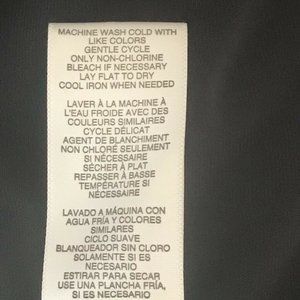 MACHINE WASH COLD WITH
LIKE COLORS
GENTLE CYCLE
ONLY NON-CHLORINE
BLEACH IF NECESSARY
LAY FLAT TO DRY
COOL IRON WHEN NEEDED
LAVER À LA MACHINE À
L'EAU FROIDE AVEC DES
COULEURS SIMILAIRES
CYCLE DÉLICAT
AGENT DE BLANCHIMENT
NON CHLORÉ SEULEMENT
SI NÉCESSAIRE
SÉCHER À PLAT
REPASSER À BASSE
TEMPÉRATURE SI
NÉCESSAIRE
LAVADO A MÁQUINA CON
AGUA FRÍA Y COLORES
SIMILARES
CICLO SUAVE
BLANQUEADOR SIN CLORO
SOLAMENTE SI ES
NECESARIO
ESTIRAR PARA SECAR
USE UNA PLANCHA FRÍA,
SI ES NECESARIO